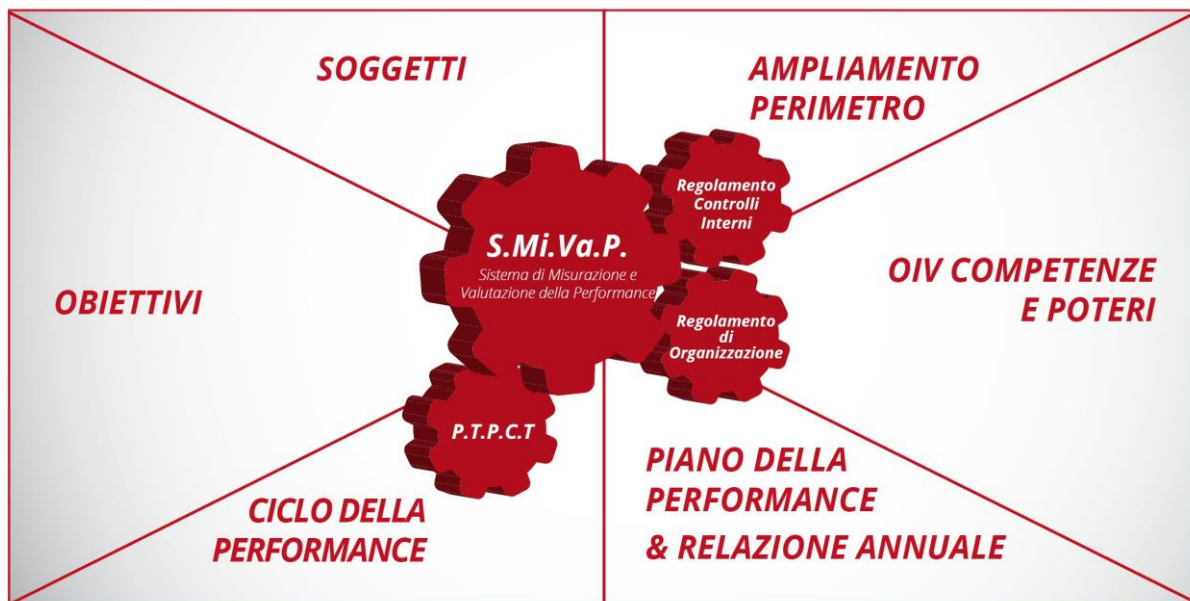 SOGGETTI
AMPLIAMENTO
PERIMETRO
Regolamento
Controlli
Interni
S.Mi.Va.P.
Sistema di Misurazione e
Valutazione della Performance
OBIETTIVI
OIV COMPETENZE
E POTERI
Regolamento
di
Organizzazione
P.T.P.C.T
CICLO DELLA
PERFORMANCE
PIANO DELLA
PERFORMANCE
& RELAZIONE ANNUALE